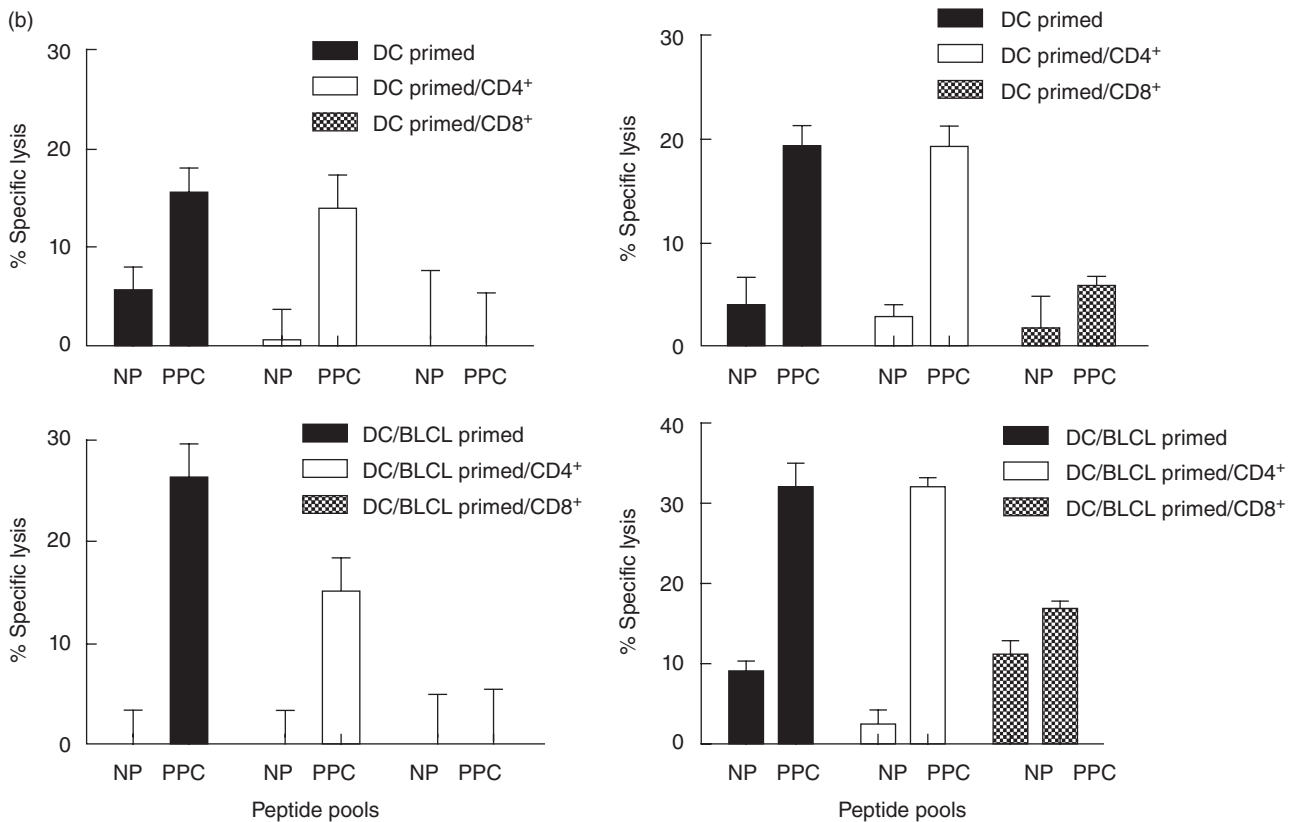 (b)
30
20
10
0
% Specific lysis
DC primed
DC primed/CD4⁺
DC primed/CD8⁺
NP PPC NP PPC NP PPC
30
20
10
0
% Specific lysis
DC primed
DC primed/CD4⁺
DC primed/CD8⁺
NP PPC NP PPC NP PPC
30
20
10
0
% Specific lysis
DC/BLCL primed
DC/BLCL primed/CD4⁺
DC/BLCL primed/CD8⁺
NP PPC NP PPC NP PPC
Peptide pools
40
30
20
10
0
% Specific lysis
DC/BLCL primed
DC/BLCL primed/CD4⁺
DC/BLCL primed/CD8⁺
NP PPC NP PPC NP PPC
Peptide pools